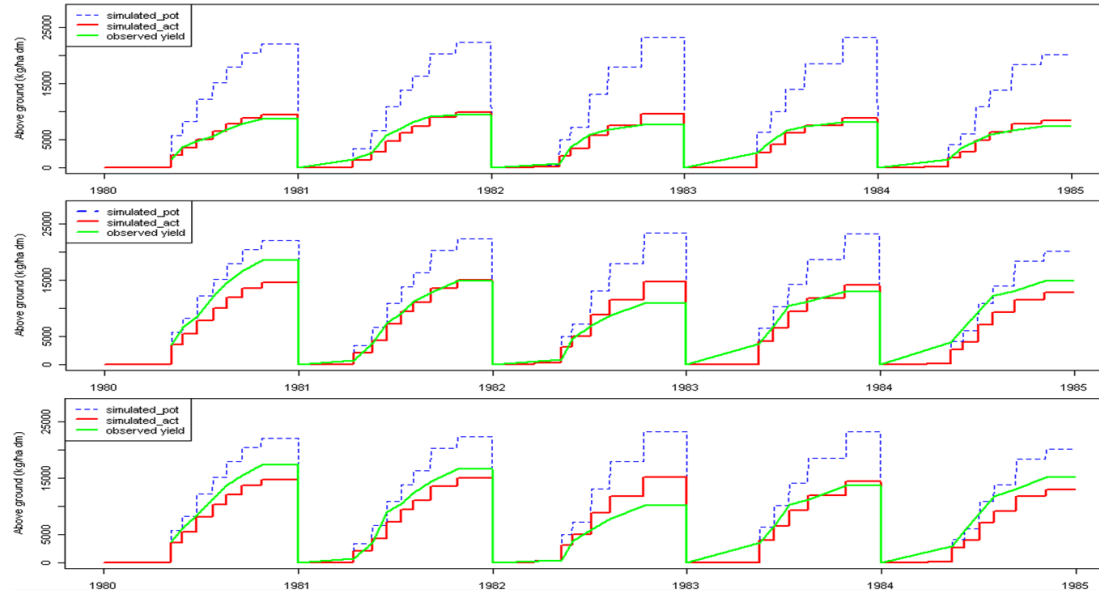 simulated_pot
simulated_act
observed yield
Above ground (kg/ha dm)
25000
15000
5000
0
1980
1981
1982
1983
1984
1985
simulated_pot
simulated_act
observed yield
Above ground (kg/ha dm)
25000
15000
5000
0
1980
1981
1982
1983
1984
1985
simulated_pot
simulated_act
observed yield
Above ground (kg/ha dm)
25000
15000
5000
0
1980
1981
1982
1983
1984
1985